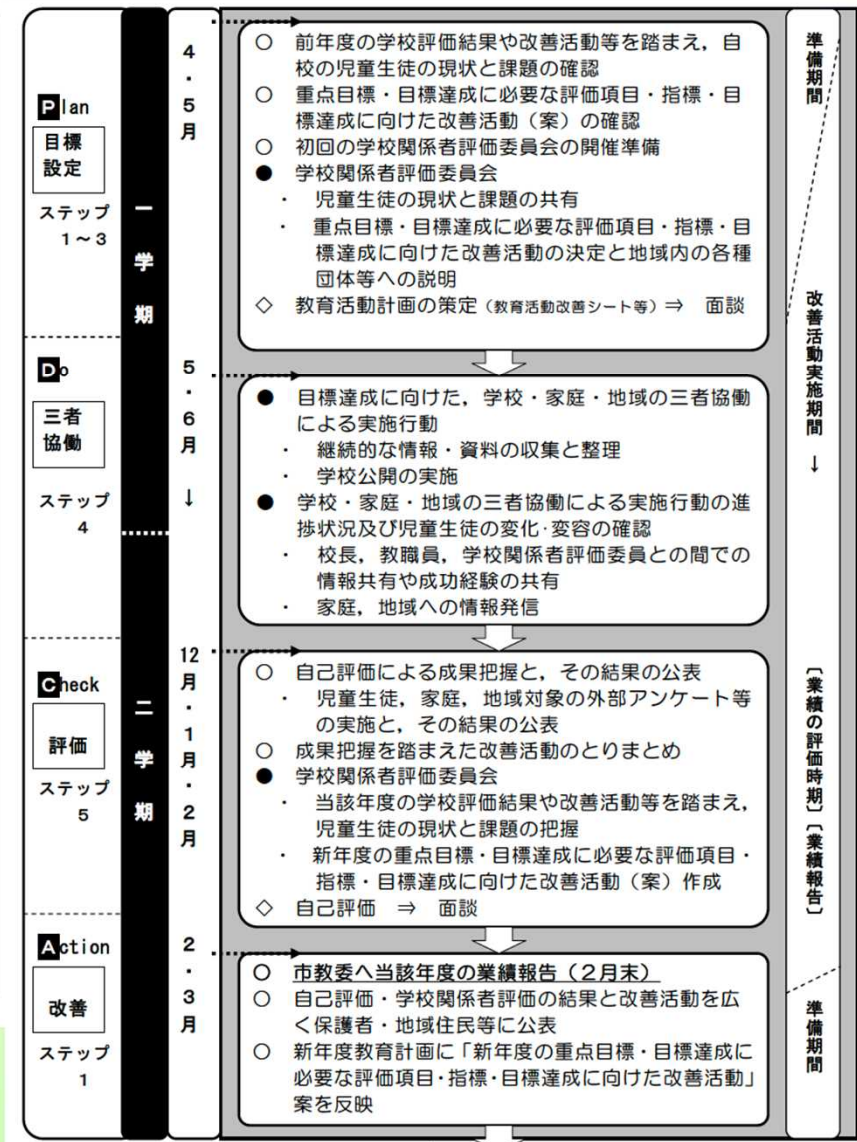 Plan
目標
設定
ステップ
1～3
Do
三者
協働
ステップ
4
Check
評価
ステップ
5
Action
改善
ステップ
1
一学期
二学期
4・5月
5・6月↓
12月・1月・2月
2・3月
○ 前年度の学校評価結果や改善活動等を踏まえ，自
校の児童生徒の現状と課題の確認
○ 重点目標・目標達成に必要な評価項目・指標・目
標達成に向けた改善活動（案）の確認
○ 初回の学校関係者評価委員会の開催準備
● 学校関係者評価委員会
・ 児童生徒の現状と課題の共有
・ 重点目標・目標達成に必要な評価項目・指標・目
標達成に向けた改善活動の決定と地域内の各種
団体等への説明
◇ 教育活動計画の策定（教育活動改善シート等）⇒ 面談
● 目標達成に向けた，学校・家庭・地域の三者協働
による実施行動
・ 継続的な情報・資料の収集と整理
・ 学校公開の実施
● 学校・家庭・地域の三者協働による実施行動の進
捗状況及び児童生徒の変化・変容の確認
・ 校長，教職員，学校関係者評価委員との間での
情報共有や成功経験の共有
・ 家庭，地域への情報発信
○ 自己評価による成果把握と，その結果の公表
・ 児童生徒，家庭，地域対象の外部アンケート等
の実施と，その結果の公表
○ 成果把握を踏まえた改善活動のとりまとめ
● 学校関係者評価委員会
・ 当該年度の学校評価結果や改善活動等を踏まえ，
児童生徒の現状と課題の把握
・ 新年度の重点目標・目標達成に必要な評価項目・
指標・目標達成に向けた改善活動（案）作成
◇ 自己評価 ⇒ 面談
○ 市教委へ当該年度の業績報告（２月末）
○ 自己評価・学校関係者評価の結果と改善活動を広
く保護者・地域住民等に公表
○ 新年度教育計画に「新年度の重点目標・目標達成に
必要な評価項目・指標・目標達成に向けた改善活動」
案を反映
準備期間
改善活動実施期間 ↓
〔業績の評価時期〕〔業績報告〕
準備期間